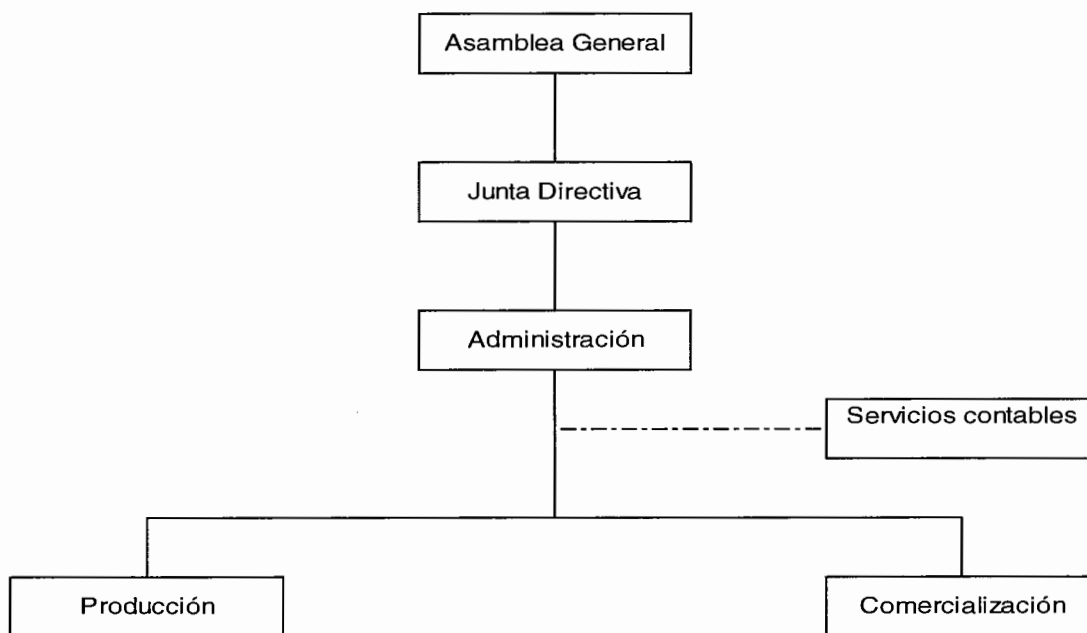 Asamblea General
Junta Directiva
Administración
Servicios contables
Producción
Comercialización